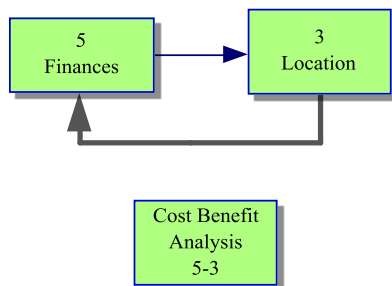 5
Finances
3
Location
Cost Benefit
Analysis
5-3